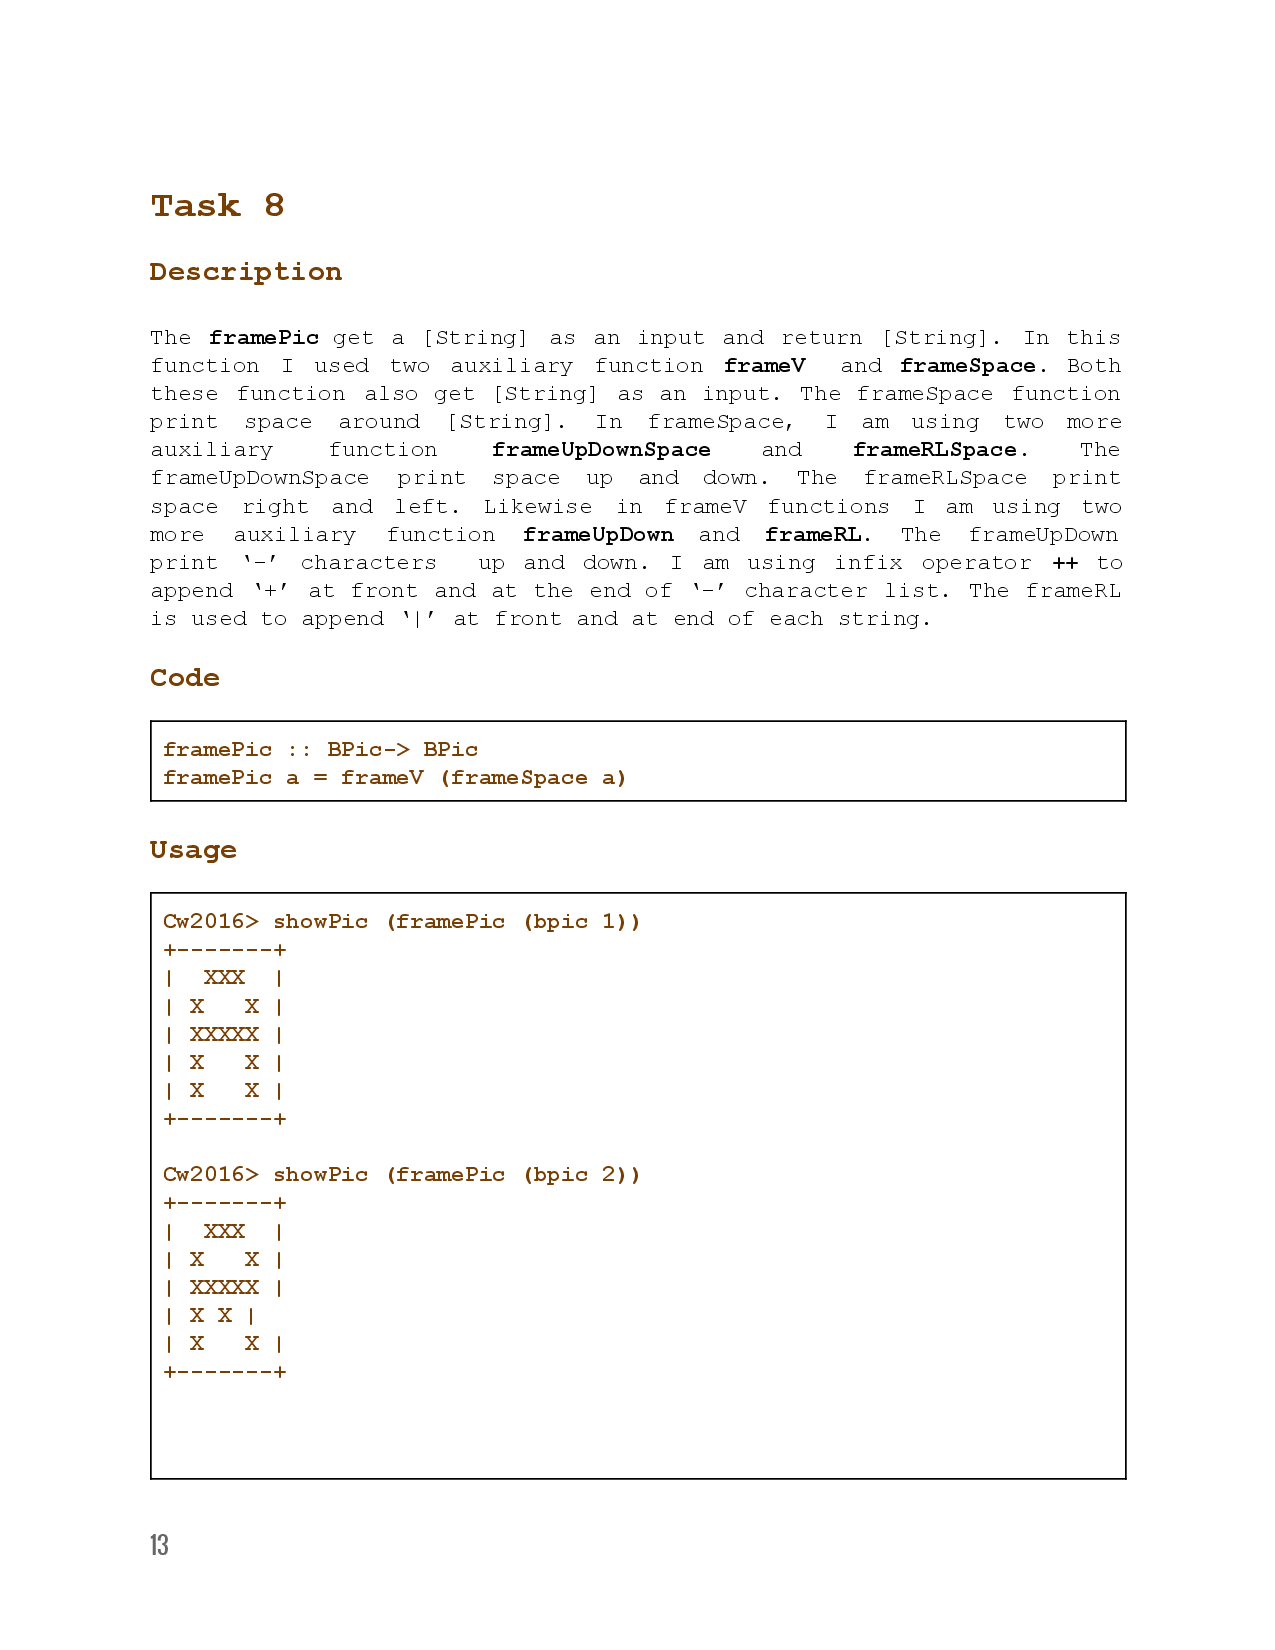 Task 8
Description
The framePic get a [String] as an input and return [String]. In this
function I used two auxiliary function frameV  and frameSpace. Both
these function also get [String] as an input. The frameSpace function
print space around [String]. In frameSpace, I am using two more
auxiliary function frameUpDownSpace and frameRLSpace. The
frameUpDownSpace print space up and down. The frameRLSpace print
space right and left. Likewise in frameV functions I am using two
more auxiliary function frameUpDown and frameRL. The frameUpDown
print ‘-’ characters  up and down. I am using infix operator ++ to
append ‘+’ at front and at the end of ‘-’ character list. The frameRL
is used to append ‘|’ at front and at end of each string.
Code
framePic :: BPic-> BPic
framePic a = frameV (frameSpace a)
Usage
Cw2016> showPic (framePic (bpic 1))
+-------+
|  XXX  |
| X   X |
| XXXXX |
| X   X |
| X   X |
+-------+
Cw2016> showPic (framePic (bpic 2))
+-------+
|  XXX  |
| X   X |
| XXXXX |
| X X |
| X   X |
+-------+
13